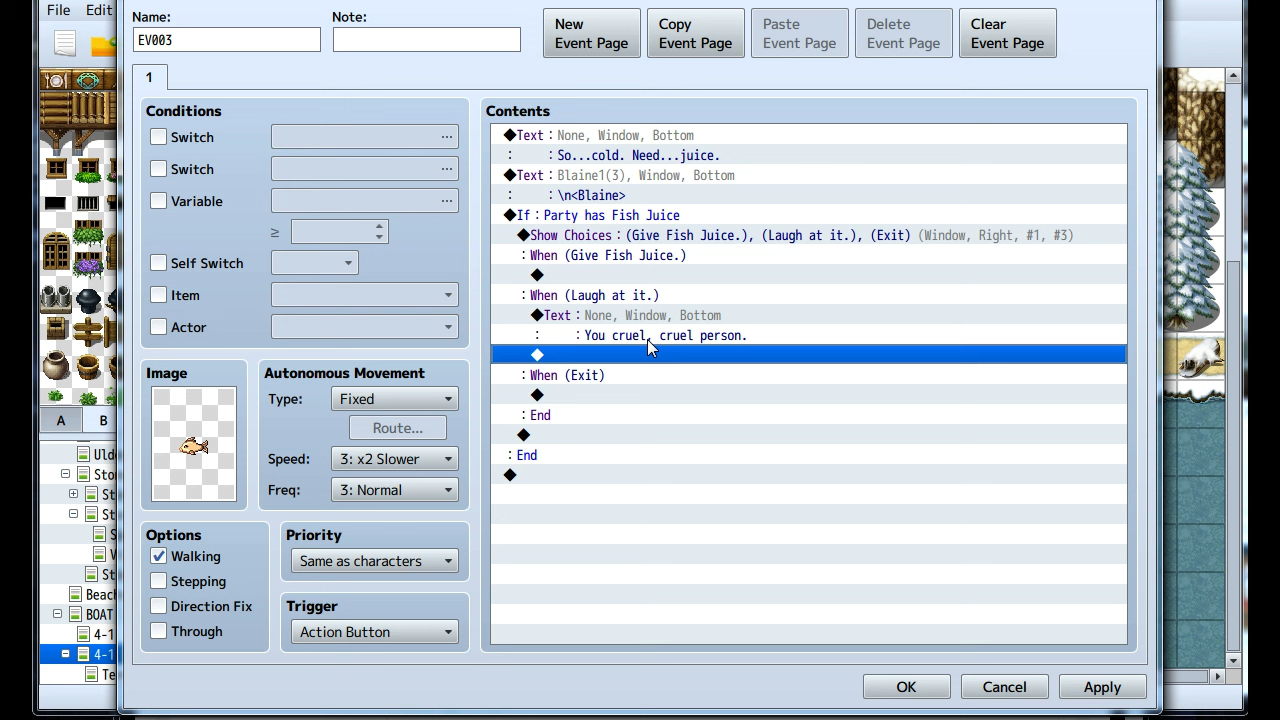 File Edit
Name: Note:
EV003
New Event Page
Copy Event Page
Paste Event Page
Delete Event Page
Clear Event Page
1
Conditions
Switch ...
Switch ...
Variable ...
≥
Self Switch
Item
Actor
Image
Autonomous Movement
Type: Fixed
Route...
Speed: 3: x2 Slower
Freq: 3: Normal
Options
Walking
Stepping
Direction Fix
Through
Priority
Same as characters
Trigger
Action Button
Contents
◆Text : None, Window, Bottom
: : So...cold. Need...juice.
◆Text : Blaine1(3), Window, Bottom
: : \n<Blaine>
◆If : Party has Fish Juice
◆Show Choices : (Give Fish Juice.), (Laugh at it.), (Exit) (Window, Right, #1, #3)
: When (Give Fish Juice.)
◆
: When (Laugh at it.)
◆Text : None, Window, Bottom
: : You cruel, cruel person.
◆
: When (Exit)
◆
: End
◆
: End
◆
A B
BOAT
OK Cancel Apply